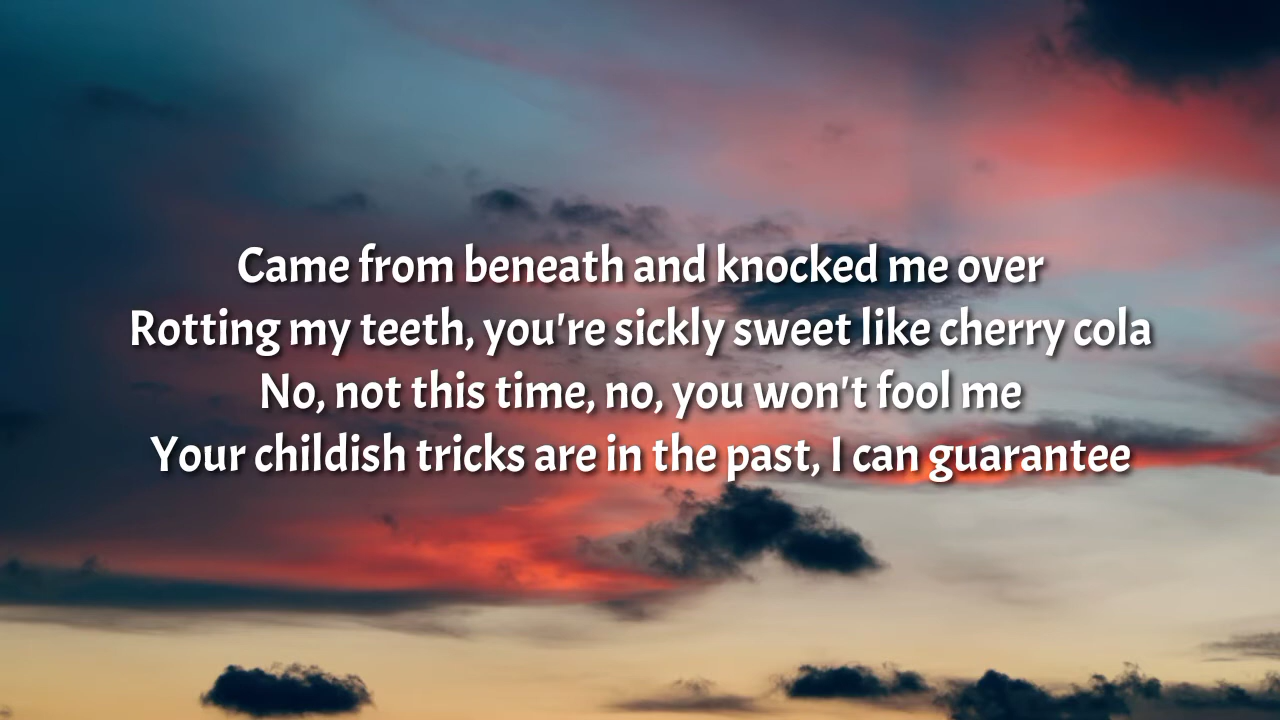 Came from beneath and knocked me over
Rotting my teeth, you're sickly sweet like cherry cola
No, not this time, no, you won't fool me
Your childish tricks are in the past, I can guarantee